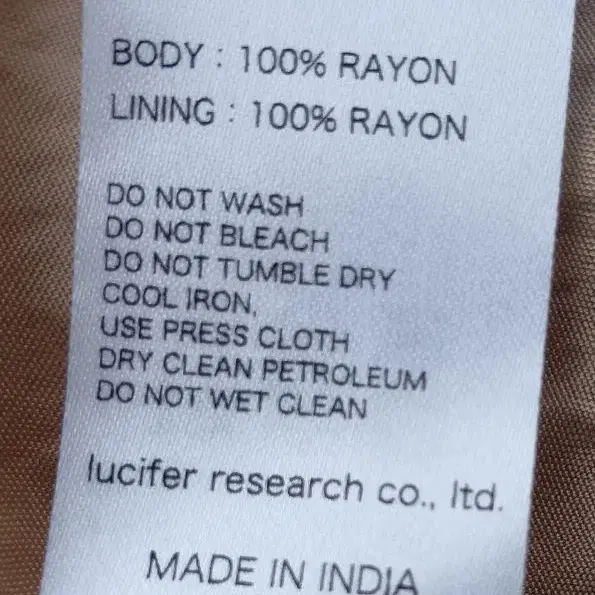 BODY : 100% RAYON
LINING : 100% RAYON
DO NOT WASH
DO NOT BLEACH
DO NOT TUMBLE DRY
COOL IRON,
USE PRESS CLOTH
DRY CLEAN PETROLEUM
DO NOT WET CLEAN
lucifer research co., ltd.
MADE IN INDIA